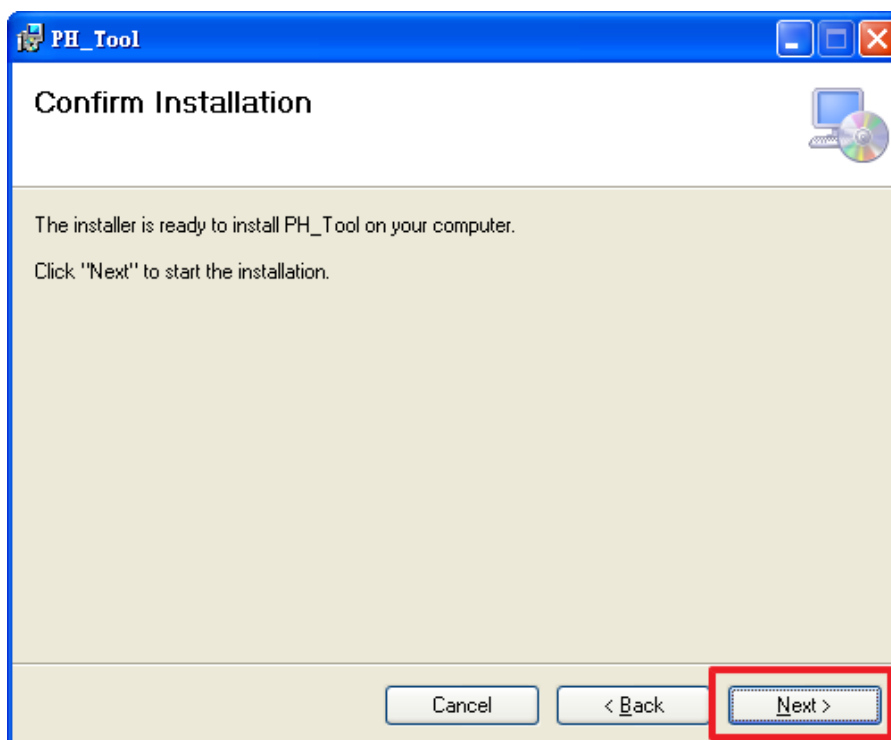 PH_Tool
Confirm Installation
The installer is ready to install PH_Tool on your computer.
Click "Next" to start the installation.
Cancel
< Back
Next >